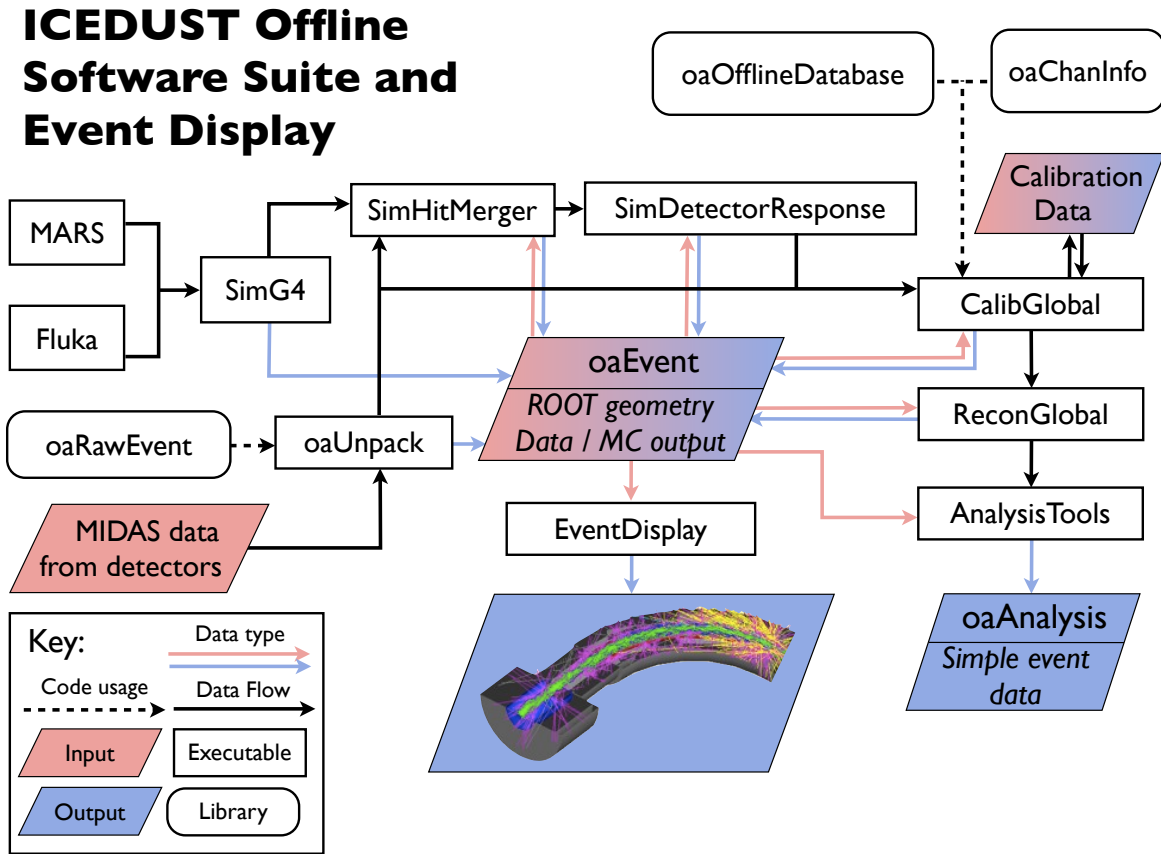 ICEDUST Offline
Software Suite and
Event Display
oaOfflineDatabase
oaChanInfo
MARS
Fluka
SimG4
SimHitMerger
SimDetectorResponse
Calibration
Data
CalibGlobal
oaEvent
ROOT geometry
Data / MC output
ReconGlobal
oaRawEvent
oaUnpack
MIDAS data
from detectors
EventDisplay
AnalysisTools
oaAnalysis
Simple event
data
Key:
Data type
Code usage
Data Flow
Input
Executable
Output
Library